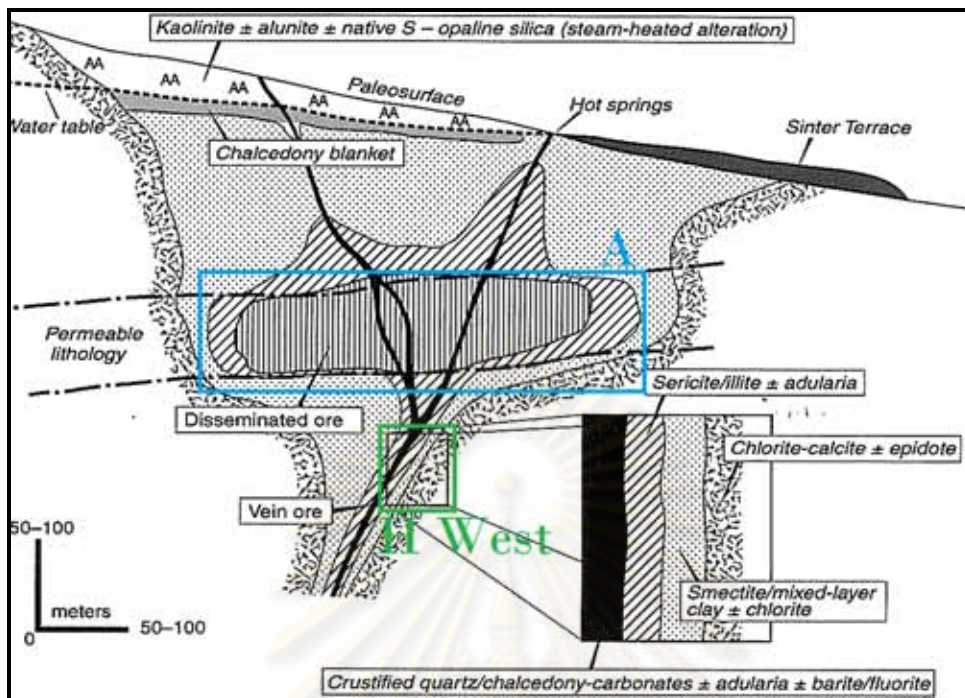 Kaolinite ± alunite ± native S – opaline silica (steam-heated alteration)
AA
AA
AA
AA
AA
AA
Paleosurface
Hot springs
Water table
Sinter Terrace
Chalcedony blanket
A
Permeable
lithology
Sericite/illite ± adularia
Disseminated ore
Chlorite-calcite ± epidote
Vein ore
H West
50–100
Smectite/mixed-layer
clay ± chlorite
meters
0
50–100
Crustified quartz/chalcedony-carbonates ± adularia ± barite/fluorite